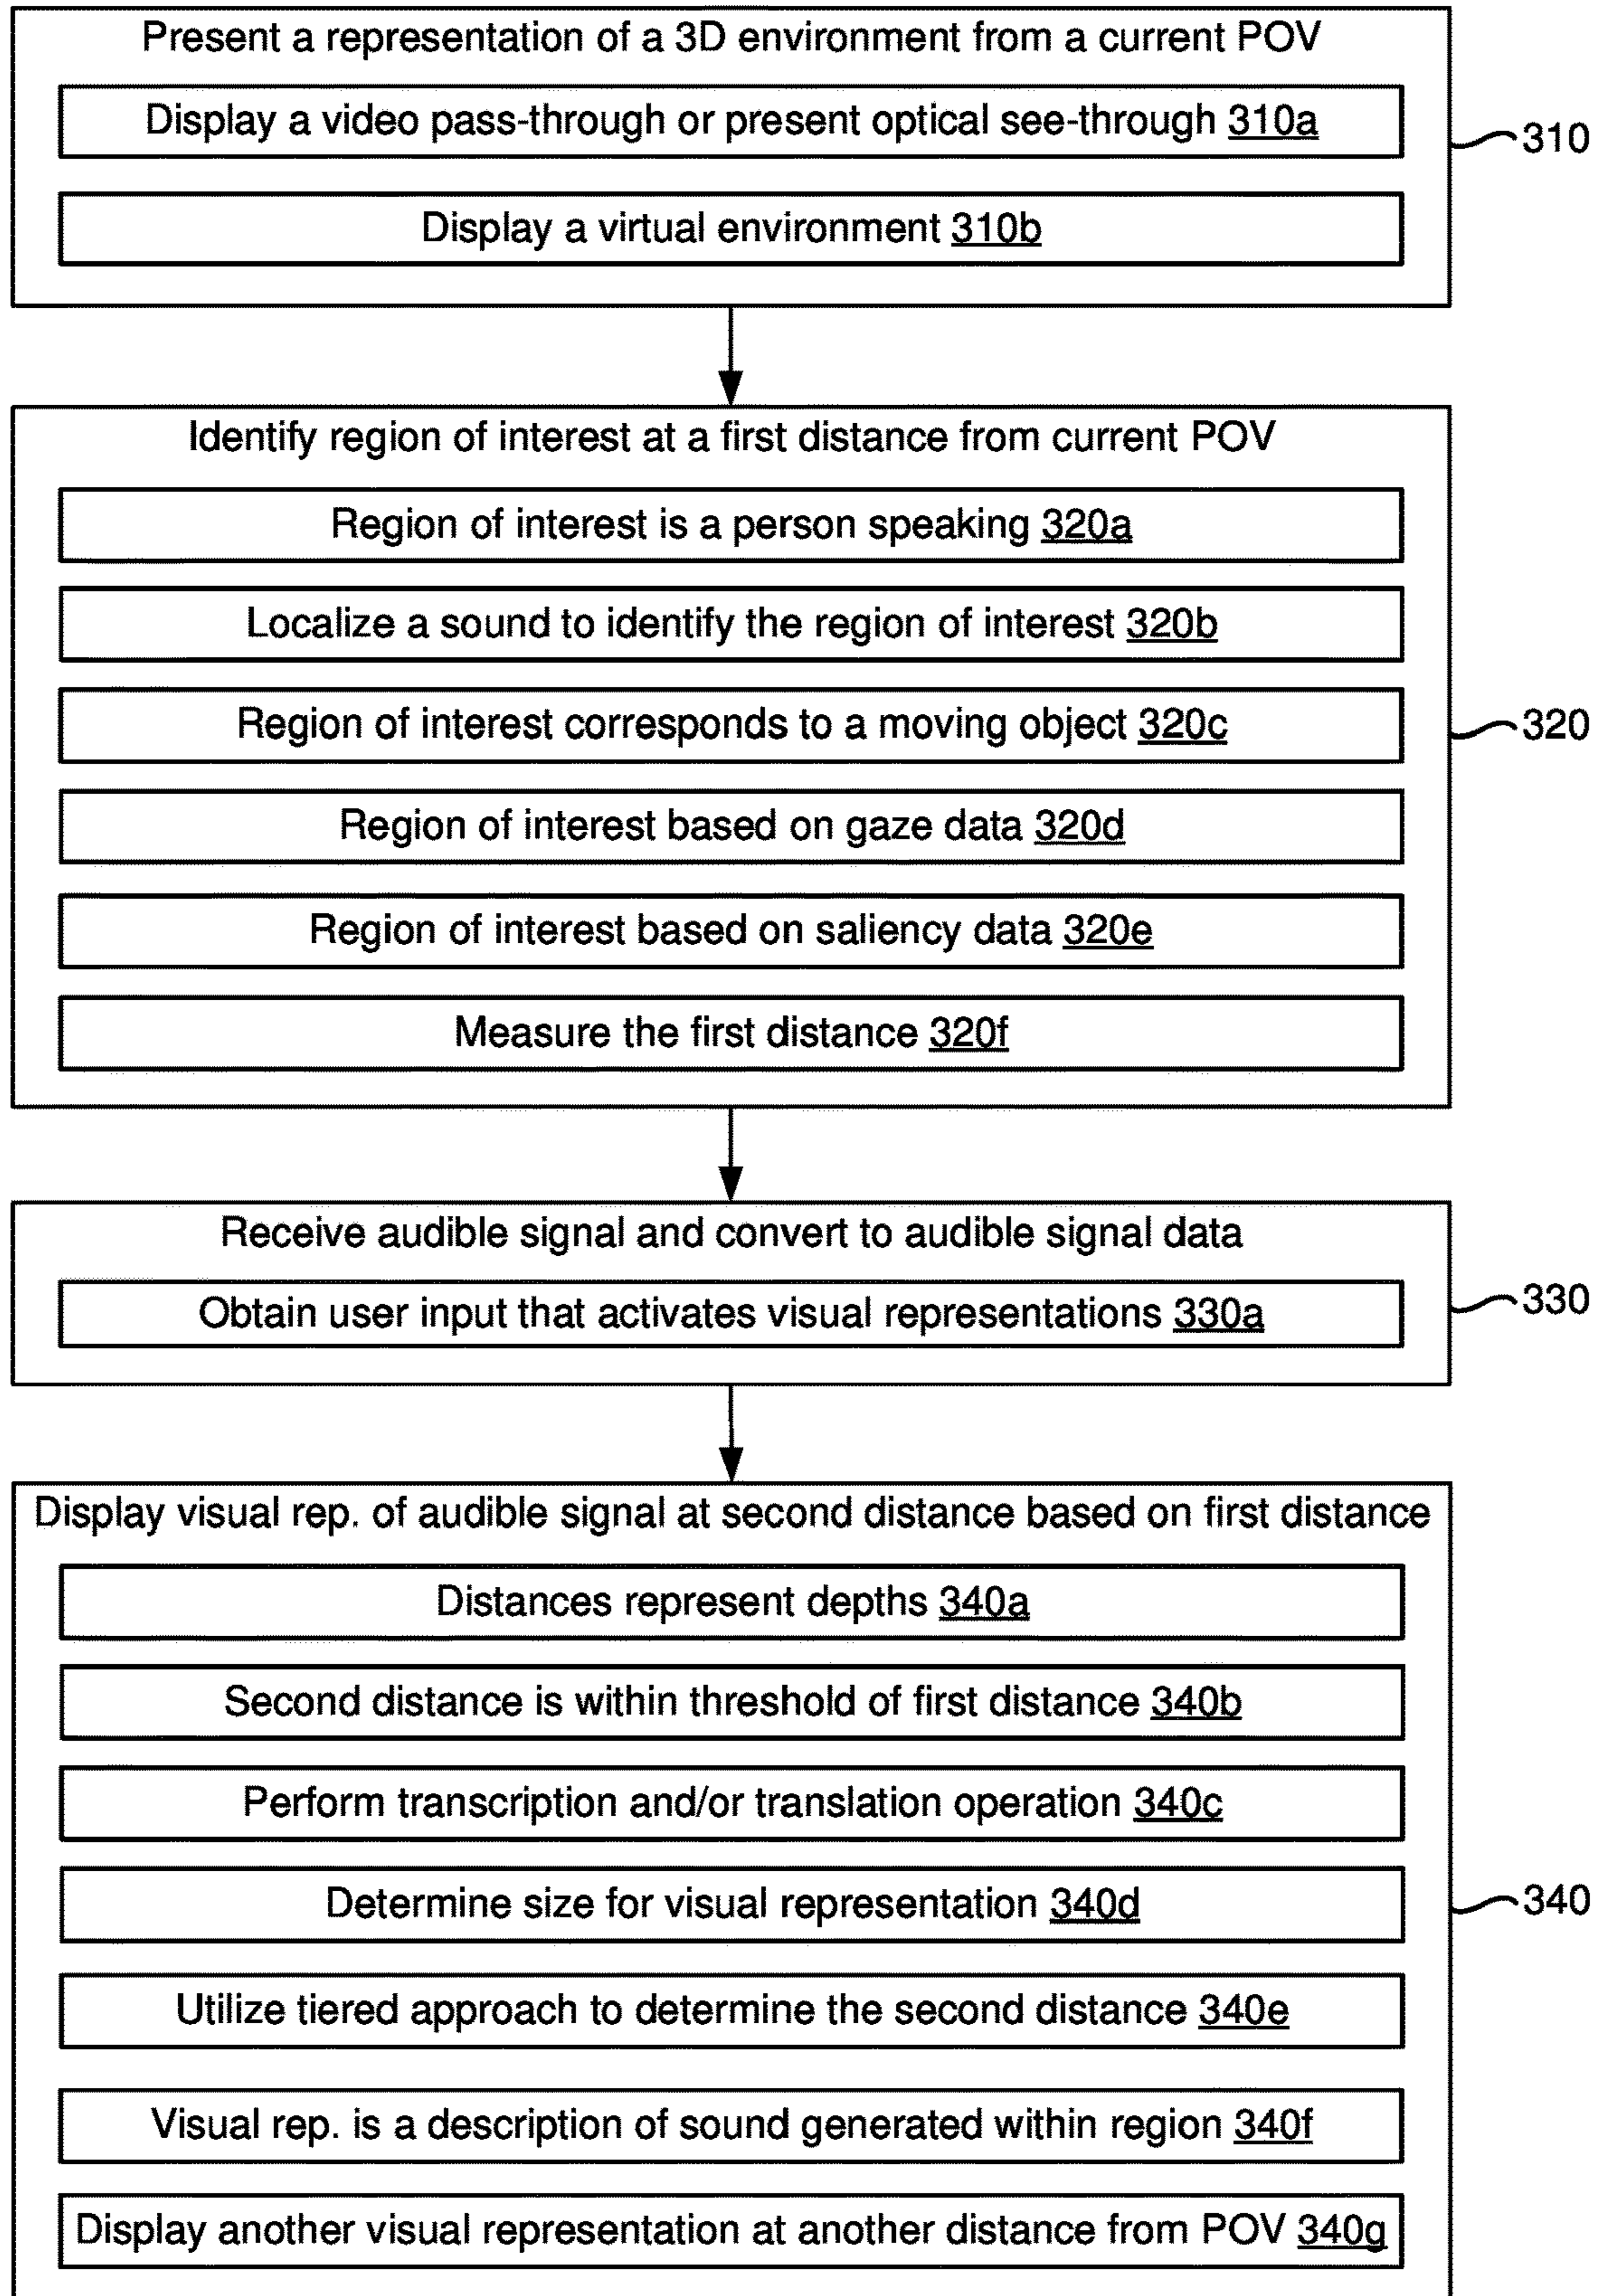 Present a representation of a 3D environment from a current POV
Display a video pass-through or present optical see-through 310a
310
Display a virtual environment 310b
Identify region of interest at a first distance from current POV
Region of interest is a person speaking 320a
Localize a sound to identify the region of interest 320b
Region of interest corresponds to a moving object 320c
320
Region of interest based on gaze data 320d
Region of interest based on saliency data 320e
Measure the first distance 320f
Receive audible signal and convert to audible signal data
Obtain user input that activates visual representations 330a
330
Display visual rep. of audible signal at second distance based on first distance
Distances represent depths 340a
Second distance is within threshold of first distance 340b
Perform transcription and/or translation operation 340c
Determine size for visual representation 340d
340
Utilize tiered approach to determine the second distance 340e
Visual rep. is a description of sound generated within region 340f
Display another visual representation at another distance from POV 340g